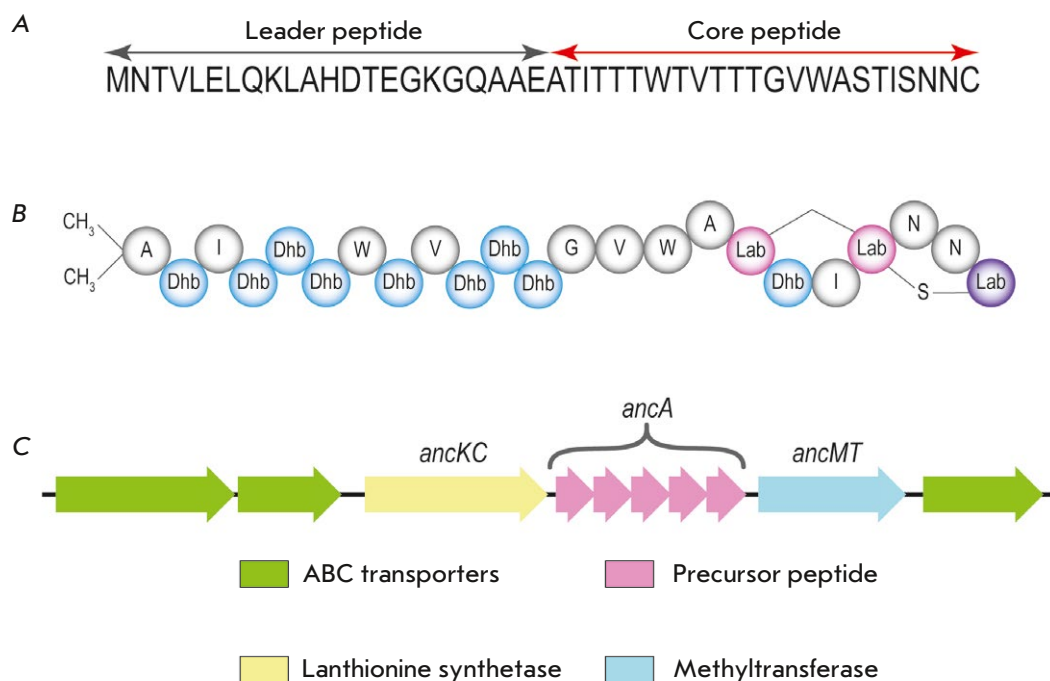 A
Leader peptide Core peptide
MNTVLELQKLAHDTEGKGQAAEATITTTWTVTTTGVWASTISNNC
B
CH3
CH3
A Dhb I Dhb Dhb Dhb W Dhb V Dhb Dhb Dhb G V W A Lab Dhb I Lab N N S Lab
C
ancA
ancKC ancMT
ABC transporters Precursor peptide
Lanthionine synthetase Methyltransferase